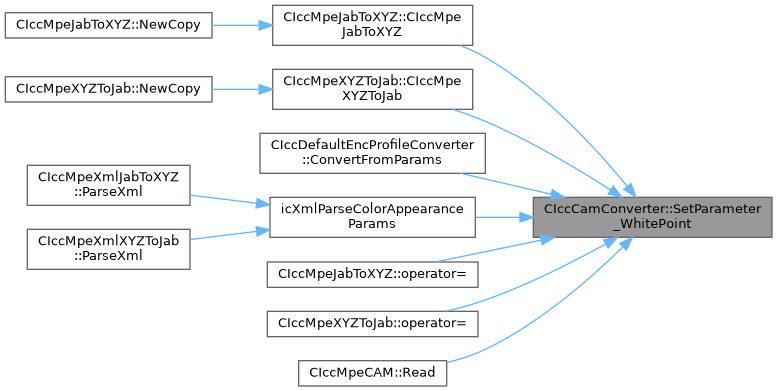 CIccMpeJabToXYZ::NewCopy
CIccMpeJabToXYZ::CIccMpe
JabToXYZ
CIccMpeXYZToJab::NewCopy
CIccMpeXYZToJab::CIccMpe
XYZToJab
CIccDefaultEncProfileConverter
::ConvertFromParams
CIccMpeXmlJabToXYZ
::ParseXml
icXmlParseColorAppearance
Params
CIccCamConverter::SetParameter
_WhitePoint
CIccMpeXmlXYZToJab
::ParseXml
CIccMpeJabToXYZ::operator=
CIccMpeXYZToJab::operator=
CIccMpeCAM::Read